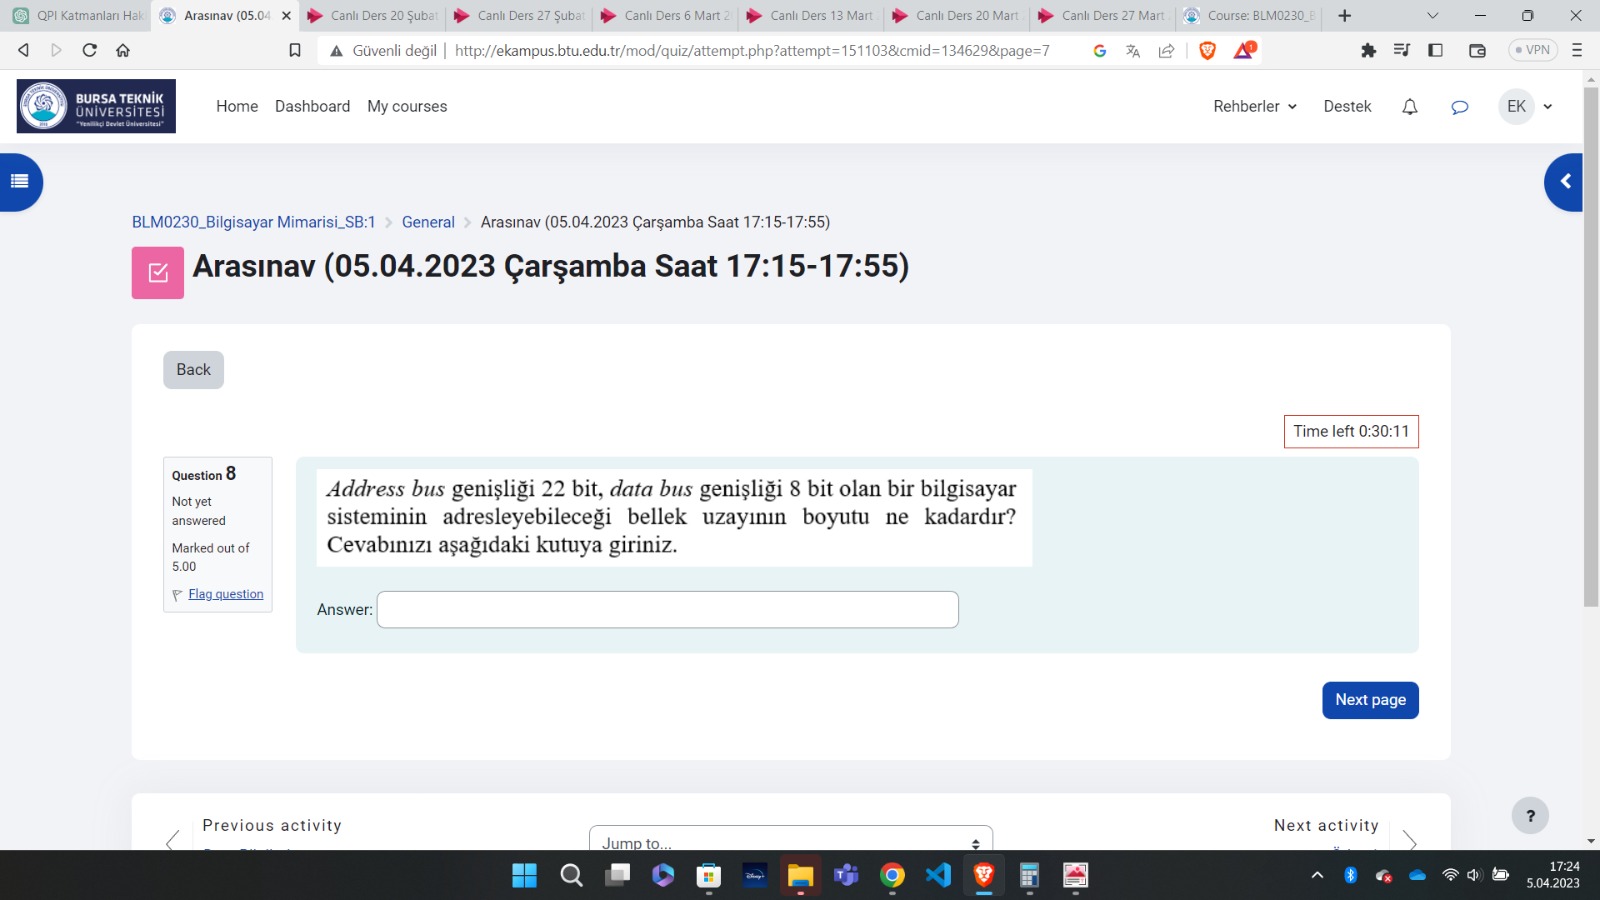 QPI Katmanları Hak
Arasınav (05.04
Canlı Ders 20 Şubat
Canlı Ders 27 Şubat
Canlı Ders 6 Mart 2
Canlı Ders 13 Mart
Canlı Ders 20 Mart
Canlı Ders 27 Mart
Course: BLM0230_B
Güvenli değil
http://ekampus.btu.edu.tr/mod/quiz/attempt.php?attempt=151103&cmid=134629&page=7
1
VPN
BURSA TEKNİK
ÜNİVERSİTESİ
"Yenilikçi Devlet Üniversitesi"
Home
Dashboard
My courses
Rehberler
Destek
EK
BLM0230_Bilgisayar Mimarisi_SB:1
General
Arasınav (05.04.2023 Çarşamba Saat 17:15-17:55)
Arasınav (05.04.2023 Çarşamba Saat 17:15-17:55)
Back
Time left 0:30:11
Question 8
Not yet
answered
Marked out of
5.00
Flag question
Address bus genişliği 22 bit, data bus genişliği 8 bit olan bir bilgisayar
sisteminin adresleyebileceği bellek uzayının boyutu ne kadardır?
Cevabınızı aşağıdaki kutuya giriniz.
Answer:
Next page
Previous activity
Next activity
Jump to...
?
Disney+
17:24
5.04.2023